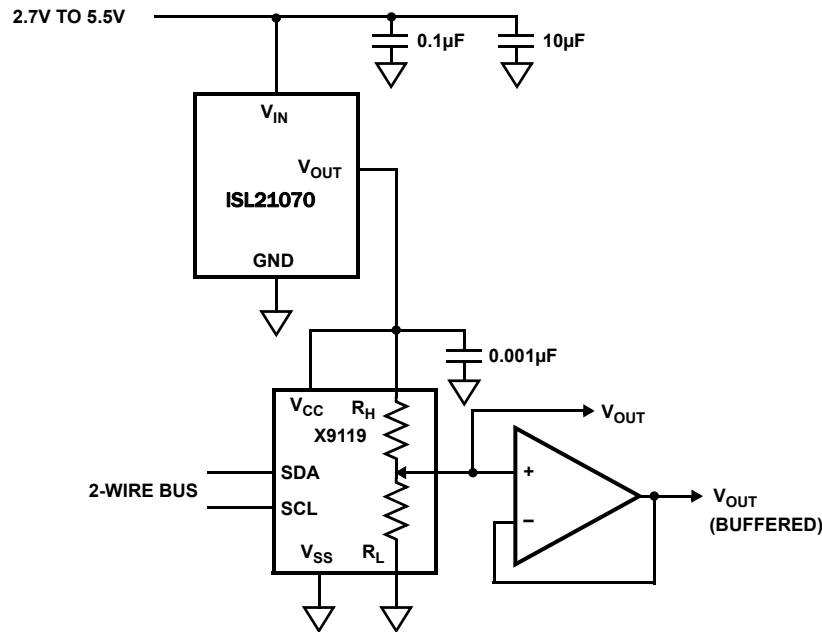 2.7V TO 5.5V
0.1µF
10µF
VIN
VOUT
ISL21070
GND
0.001µF
VCC
RH
X9119
VOUT
SDA
+
2-WIRE BUS
SCL
−
VOUT
(BUFFERED)
VSS
RL